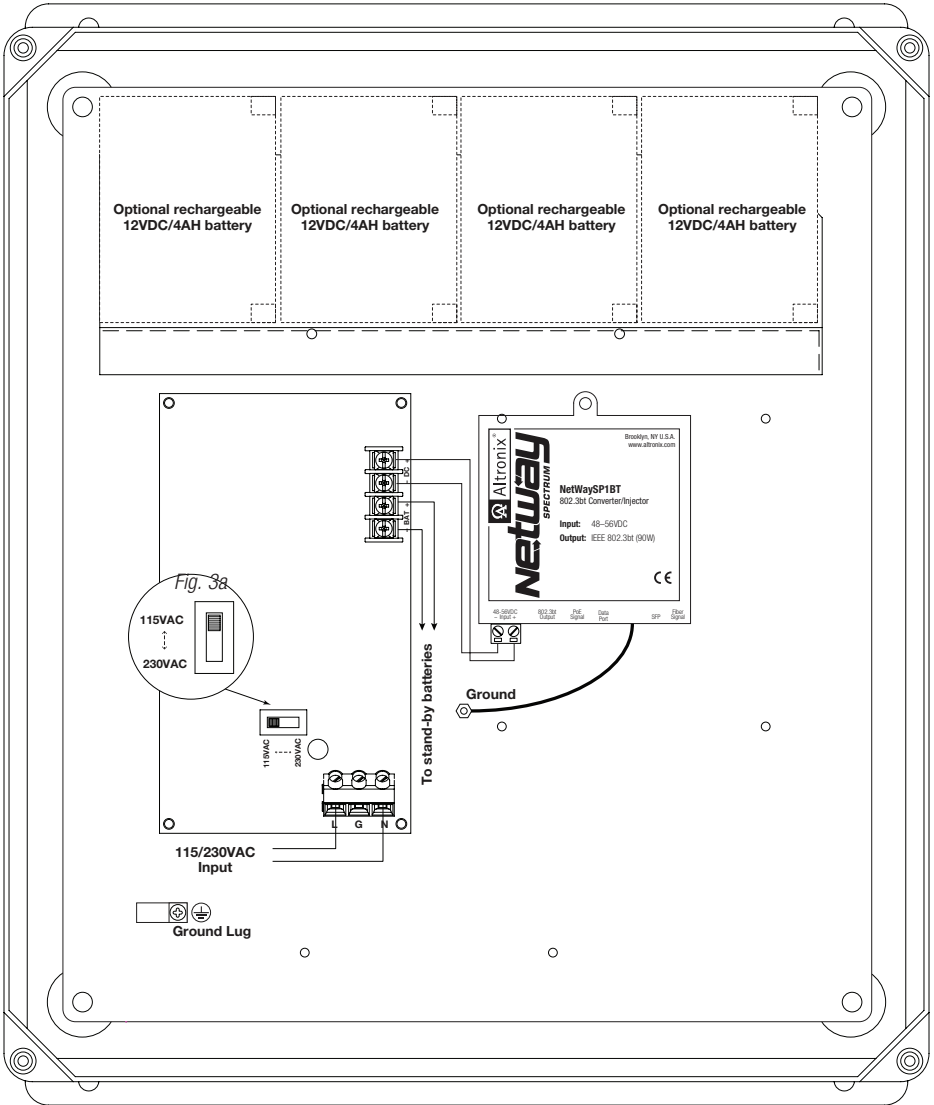 Optional rechargeable
12VDC/4AH battery
Optional rechargeable
12VDC/4AH battery
Optional rechargeable
12VDC/4AH battery
Optional rechargeable
12VDC/4AH battery
- DC +
- BAT +
Altronix®
Netway
SPECTRUM
Brooklyn, NY U.S.A.
www.altronix.com
NetWaySP1BT
802.3bt Converter/Injector
Input: 48–56VDC
Output: IEEE 802.3bt (90W)
CE
48-56VDC
– Input +
802.3bt
Output
PoE
Signal
Data
Port
SFP
Fiber
Signal
Fig. 3a
115VAC
230VAC
115VAC
230VAC
To stand-by batteries
Ground
L G N
115/230VAC
Input
Ground Lug